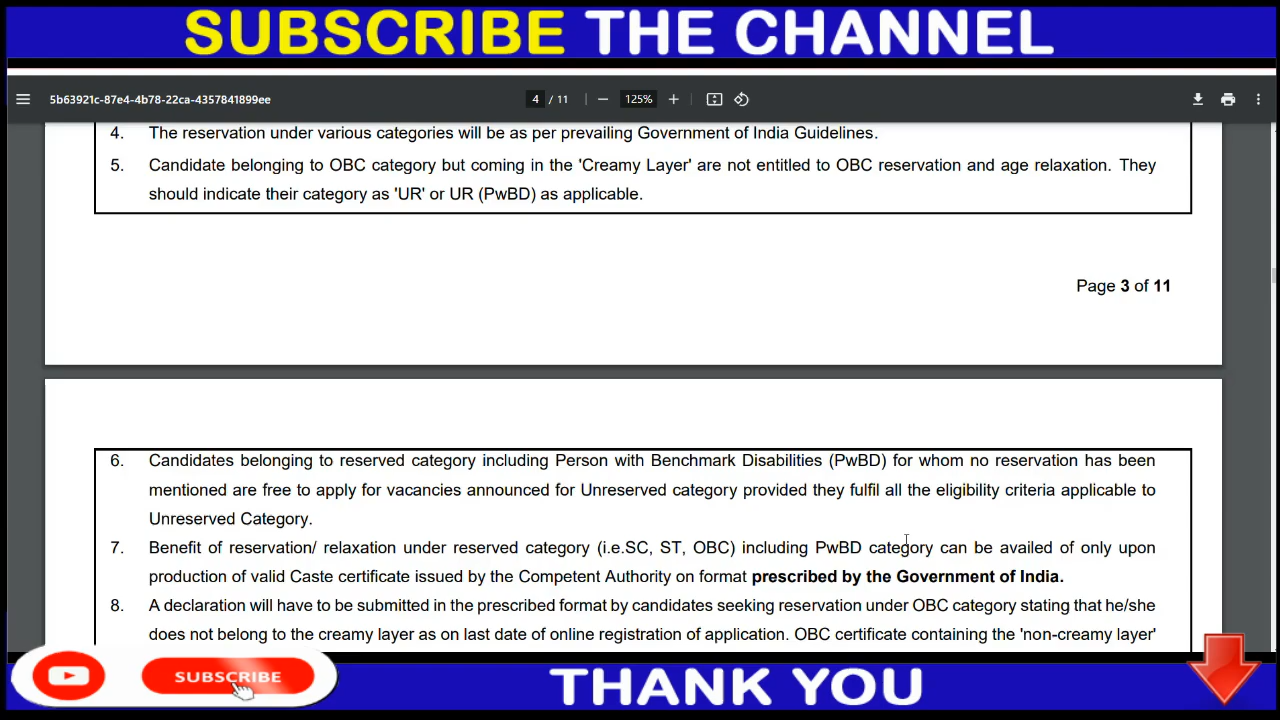 SUBSCRIBE THE CHANNEL
5b63921c-87e4-4b78-22ca-4357841899ee
4 / 11
125%
4. The reservation under various categories will be as per prevailing Government of India Guidelines.
5. Candidate belonging to OBC category but coming in the 'Creamy Layer' are not entitled to OBC reservation and age relaxation. They
should indicate their category as 'UR' or UR (PwBD) as applicable.
Page 3 of 11
6. Candidates belonging to reserved category including Person with Benchmark Disabilities (PwBD) for whom no reservation has been
mentioned are free to apply for vacancies announced for Unreserved category provided they fulfil all the eligibility criteria applicable to
Unreserved Category.
7. Benefit of reservation/ relaxation under reserved category (i.e.SC, ST, OBC) including PwBD category can be availed of only upon
production of valid Caste certificate issued by the Competent Authority on format prescribed by the Government of India.
8. A declaration will have to be submitted in the prescribed format by candidates seeking reservation under OBC category stating that he/she
does not belong to the creamy layer as on last date of online registration of application. OBC certificate containing the 'non-creamy layer'
SUBSCRIBE
THANK YOU